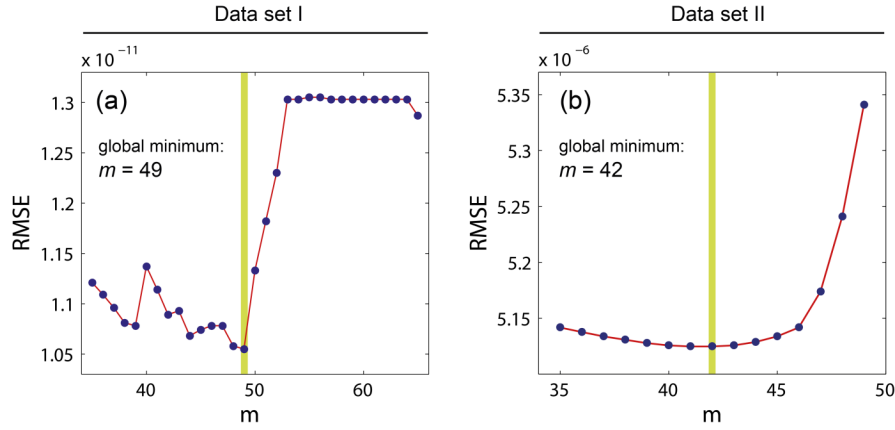 Data set I
Data set II
x 10 ⁻¹¹
x 10 ⁻⁶
(a)
global minimum:
m = 49
RMSE
1.3
1.25
1.2
1.15
1.1
1.05
40
50
60
m
(b)
global minimum:
m = 42
RMSE
5.35
5.3
5.25
5.2
5.15
5.1
35
40
45
50
m